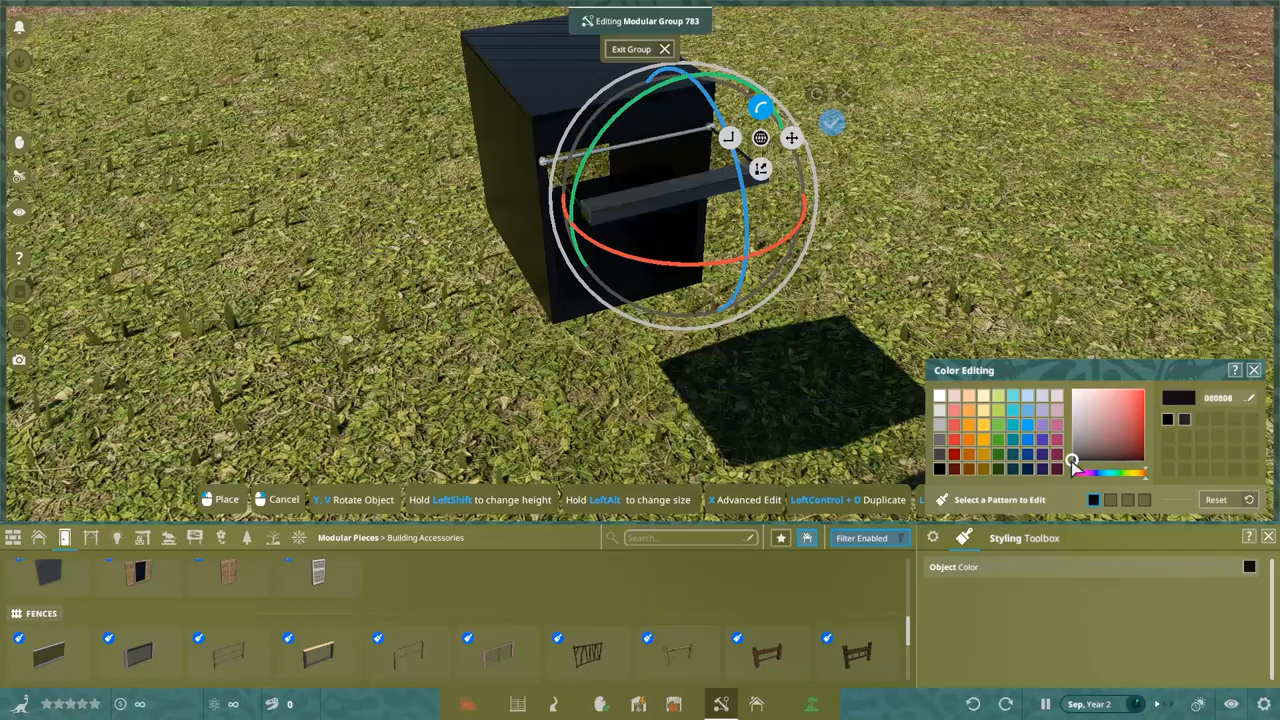 Editing Modular Group 783
Exit Group
Color Editing
?
080808
Place
Cancel
Y, V Rotate Object
Hold LeftShift to change height
Hold LeftAlt to change size
X Advanced Edit
LeftControl + D Duplicate
Select a Pattern to Edit
Reset
Modular Pieces > Building Accessories
Search...
Filter Enabled
Styling Toolbox
?
Object Color
FENCES
?
0
Sep, Year 2